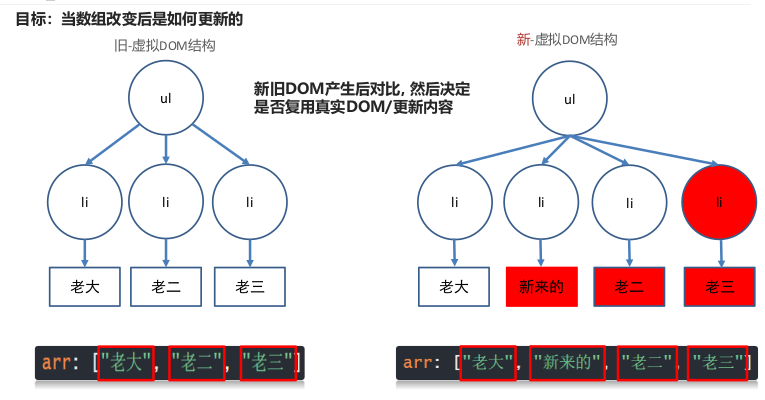 目标：当数组改变后是如何更新的
旧-虚拟DOM结构
新-虚拟DOM结构
新旧DOM产生后对比, 然后决定
是否复用真实DOM/更新内容
ul
ul
li li li
li li li li
老大 老二 老三
老大 新来的 老二 老三
arr: ["老大", "老二", "老三"]
arr: ["老大", "新来的", "老二", "老三"]